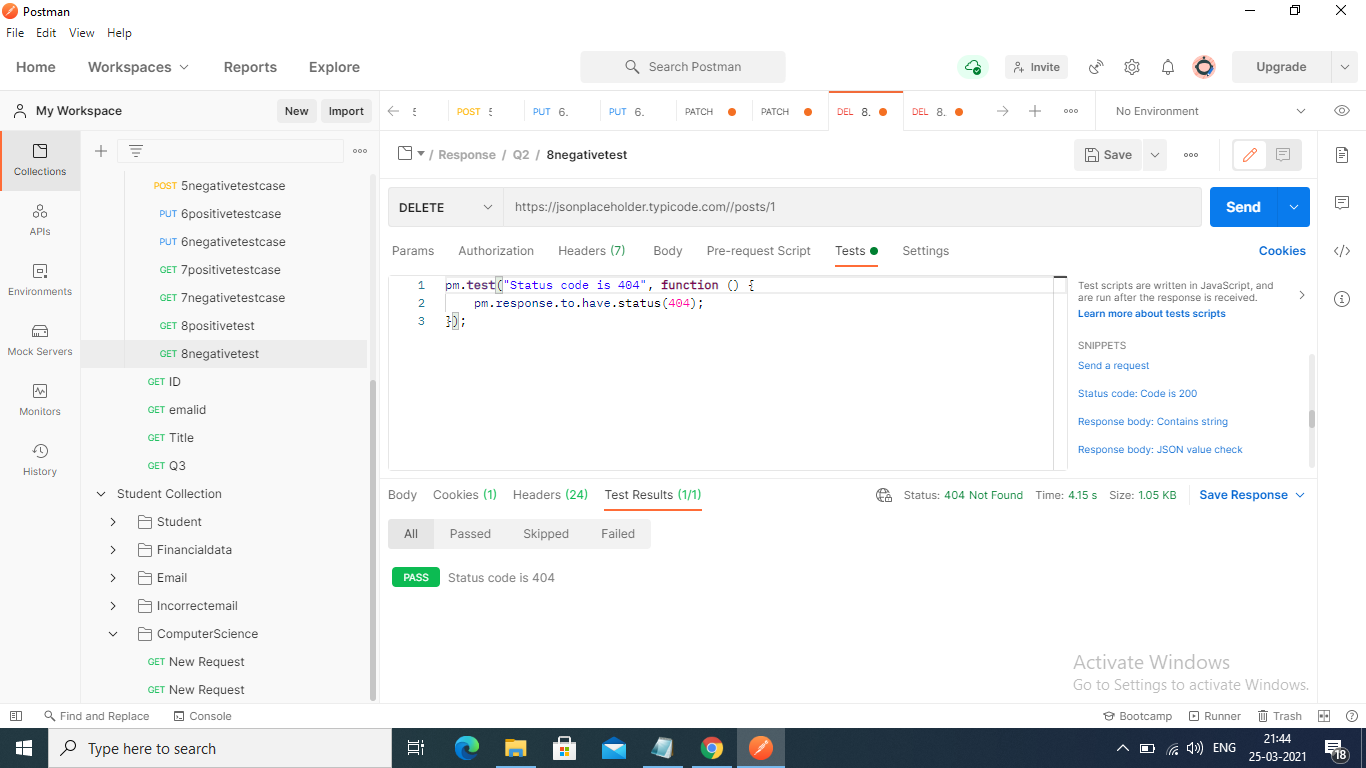 Postman
File Edit View Help
Home Workspaces Reports Explore Search Postman Invite Upgrade
My Workspace New Import
POST PUT 6. PUT 6. PATCH PATCH DEL 8. DEL 8. No Environment
Collections
APIs
Environments
Mock Servers
Monitors
History
POST 5negativetestcase
PUT 6positivetestcase
PUT 6negativetestcase
GET 7positivetestcase
GET 7negativetestcase
GET 8positivetest
GET 8negativetest
GET ID
GET emalid
GET Title
GET Q3
Student Collection
Student
Financialdata
Email
Incorrectemail
ComputerScience
GET New Request
GET New Request
/ Response / Q2 / 8negativetest Save
DELETE https://jsonplaceholder.typicode.com//posts/1 Send
Params Authorization Headers (7) Body Pre-request Script Tests Settings Cookies
1 pm.test("Status code is 404", function () {
2 pm.response.to.have.status(404);
3 });
Test scripts are written in JavaScript, and
are run after the response is received.
Learn more about tests scripts
SNIPPETS
Send a request
Status code: Code is 200
Response body: Contains string
Response body: JSON value check
Body Cookies (1) Headers (24) Test Results (1/1) Status: 404 Not Found Time: 4.15 s Size: 1.05 KB Save Response
All Passed Skipped Failed
PASS Status code is 404
Activate Windows
Go to Settings to activate Windows.
Find and Replace Console Bootcamp Runner Trash
Type here to search ENG 21:44
25-03-2021 18